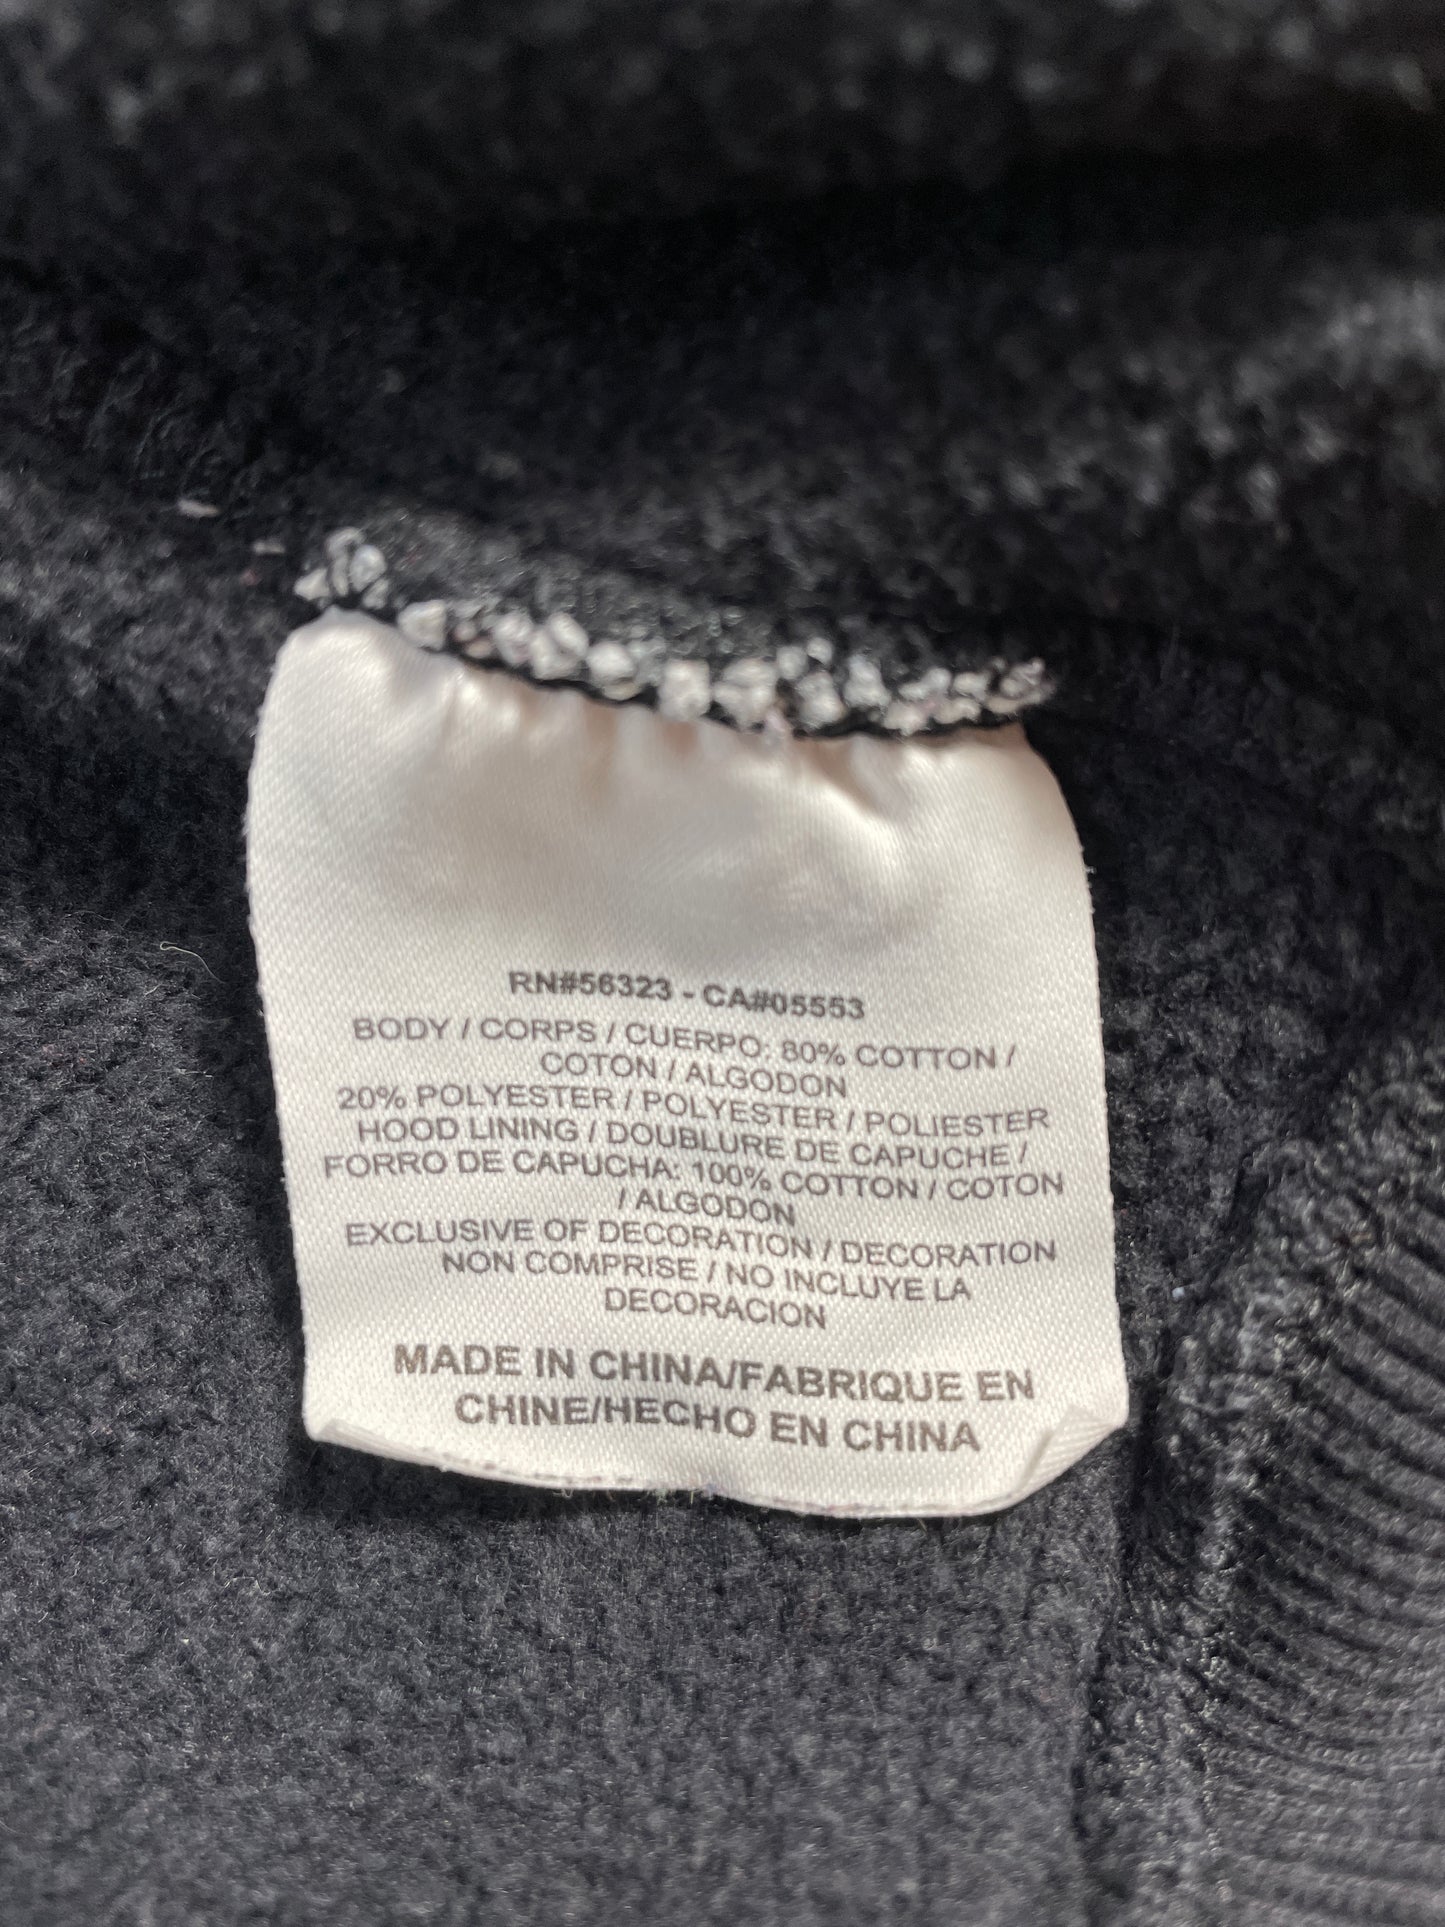 RN#56323 - CA#05553
BODY / CORPS / CUERPO: 80% COTTON /
COTON / ALGODON
20% POLYESTER / POLYESTER / POLIESTER
HOOD LINING / DOUBLURE DE CAPUCHE /
FORRO DE CAPUCHA: 100% COTTON / COTON
/ ALGODON
EXCLUSIVE OF DECORATION / DECORATION
NON COMPRISE / NO INCLUYE LA
DECORACION
MADE IN CHINA/FABRIQUE EN
CHINE/HECHO EN CHINA